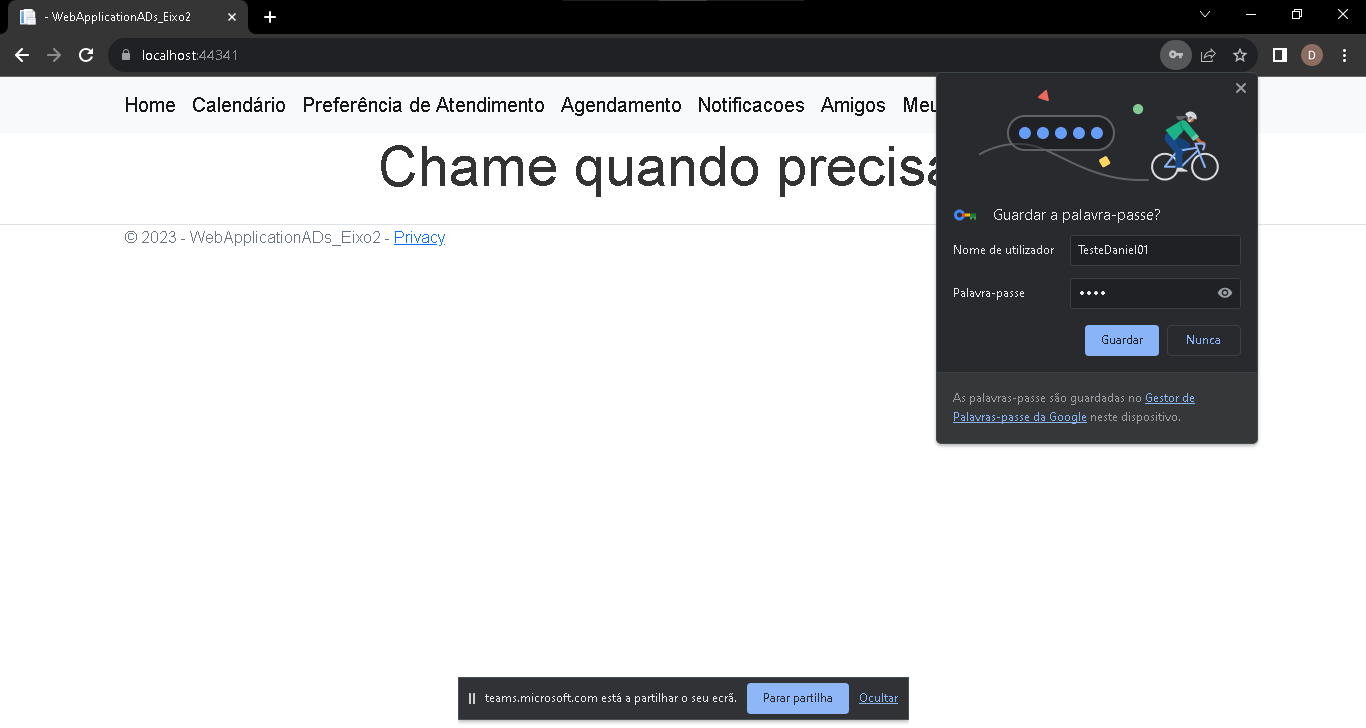 - WebApplicationADs_Eixo2
localhost:44341
D
Home Calendário Preferência de Atendimento Agendamento Notificacoes Amigos Meu
Chame quando precisa
© 2023 - WebApplicationADs_Eixo2 - Privacy
Guardar a palavra-passe?
Nome de utilizador TesteDaniel01
Palavra-passe ••••
Guardar Nunca
As palavras-passe são guardadas no Gestor de
Palavras-passe da Google neste dispositivo.
teams.microsoft.com está a partilhar o seu ecrã. Parar partilha Ocultar